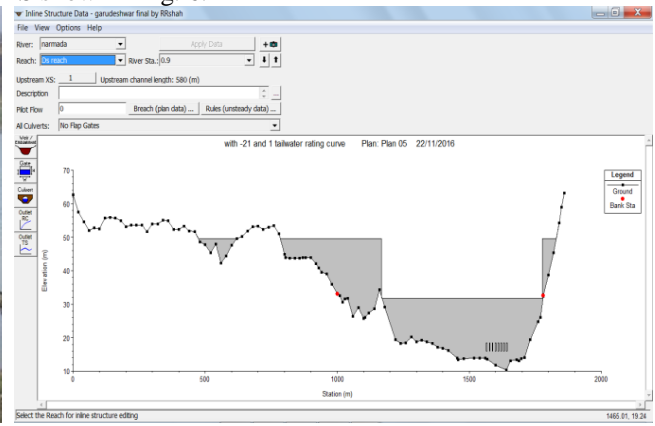 Inline Structure Data - garudeshwar final by RRshah
File View Options Help
River: narmada Apply Data
Reach: Ds reach River Sta.: 0.9
Upstream XS: 1 Upstream channel length: 580 (m)
Description ...
Pilot Flow 0 Breach (plan data) ... Rules (unsteady data) ...
All Culverts: No Flap Gates
with -21 and 1 tailwater rating curve Plan: Plan 05 22/11/2016
Gate
Culvert
Outlet
RC
Outlet
TS
Legend
Ground
Bank Sta
Elevation (m)
70
60
50
40
30
20
10
0 500 1000 1500 2000
Station (m)
Select the Reach for inline structure editing 1465.01, 19.24